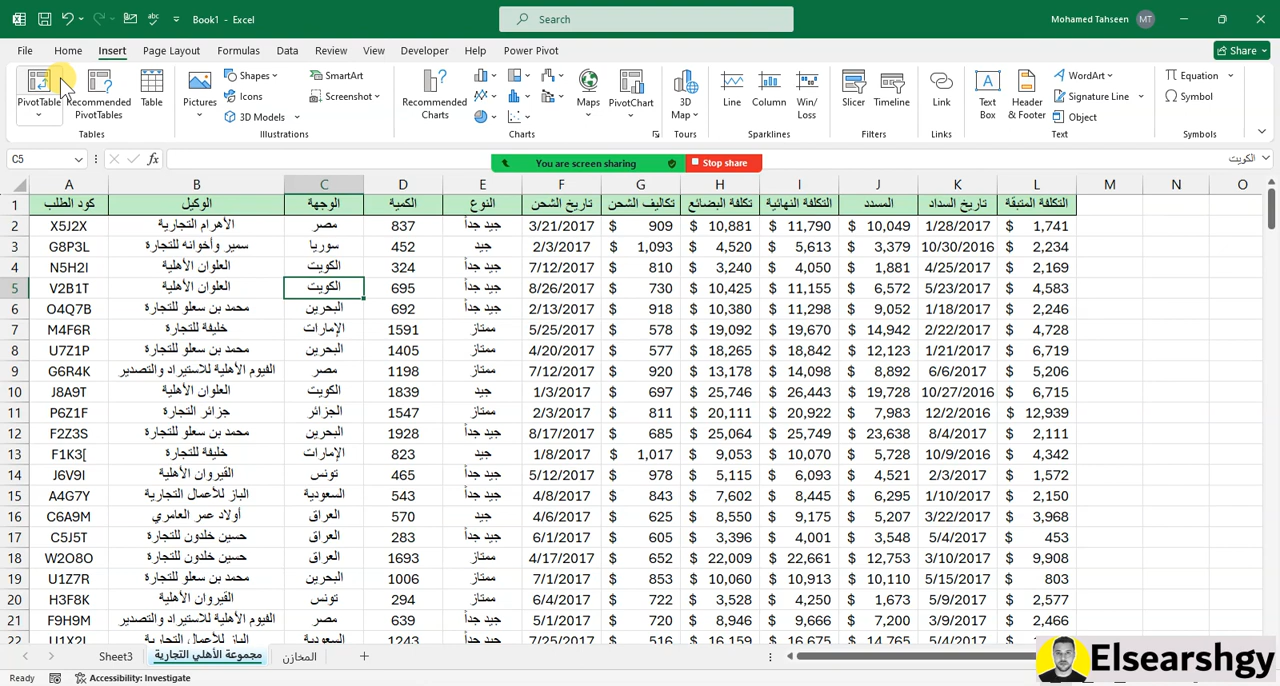 Book1 - Excel
Search
Mohamed Tahseen MT
File Home Insert Page Layout Formulas Data Review View Developer Help Power Pivot
Share
PivotTable
Recommended PivotTables
Table
Tables
Pictures
Shapes
Icons
3D Models
SmartArt
Screenshot
Illustrations
Recommended Charts
Maps
PivotChart
Charts
3D Map
Tours
Line
Column
Win/ Loss
Sparklines
Slicer
Timeline
Filters
Link
Links
Text Box
Header & Footer
WordArt
Signature Line
Object
Text
Equation
Symbol
Symbols
C5 fx الكويت
You are screen sharing Stop share
A B C D E F G H I J K L M N O
1 كود الطلب الوكيل الوجهة الكمية النوع تاريخ الشحن تكاليف الشحن تكلفة البضائع التكلفة النهائية المسدد تاريخ السداد التكلفة المتبقة
2 X5J2X الأهرام التجارية مصر 837 جيد جداً 3/21/2017 $ 909 $ 10,881 $ 11,790 $ 10,049 1/28/2017 $ 1,741
3 G8P3L سمير وأخوانه للتجارة سوريا 452 جيد 2/3/2017 $ 1,093 $ 4,520 $ 5,613 $ 3,379 10/30/2016 $ 2,234
4 N5H2I العلوان الأهلية الكويت 324 جيد جداً 7/12/2017 $ 810 $ 3,240 $ 4,050 $ 1,881 4/25/2017 $ 2,169
5 V2B1T العلوان الأهلية الكويت 695 جيد جداً 8/26/2017 $ 730 $ 10,425 $ 11,155 $ 6,572 5/23/2017 $ 4,583
6 O4Q7B محمد بن سعلو للتجارة البحرين 692 جيد جداً 2/13/2017 $ 918 $ 10,380 $ 11,298 $ 9,052 1/18/2017 $ 2,246
7 M4F6R خليفة للتجارة الإمارات 1591 ممتاز 5/25/2017 $ 578 $ 19,092 $ 19,670 $ 14,942 2/22/2017 $ 4,728
8 U7Z1P محمد بن سعلو للتجارة البحرين 1405 ممتاز 4/20/2017 $ 577 $ 18,265 $ 18,842 $ 12,123 1/21/2017 $ 6,719
9 G6R4K الفيوم الأهلية للاستيراد والتصدير مصر 1198 ممتاز 7/12/2017 $ 920 $ 13,178 $ 14,098 $ 8,892 6/6/2017 $ 5,206
10 J8A9T العلوان الأهلية الكويت 1839 جيد 1/3/2017 $ 697 $ 25,746 $ 26,443 $ 19,728 10/27/2016 $ 6,715
11 P6Z1F جزائر التجارة الجزائر 1547 ممتاز 2/3/2017 $ 811 $ 20,111 $ 20,922 $ 7,983 12/2/2016 $ 12,939
12 F2Z3S محمد بن سعلو للتجارة البحرين 1928 جيد جداً 8/17/2017 $ 685 $ 25,064 $ 25,749 $ 23,638 8/4/2017 $ 2,111
13 F1K3[ خليفة للتجارة الإمارات 823 جيد 1/8/2017 $ 1,017 $ 9,053 $ 10,070 $ 5,728 10/9/2016 $ 4,342
14 J6V9I القيروان الأهلية تونس 465 جيد جداً 5/12/2017 $ 978 $ 5,115 $ 6,093 $ 4,521 2/3/2017 $ 1,572
15 A4G7Y الباز للأعمال التجارية السعودية 543 جيد جداً 4/8/2017 $ 843 $ 7,602 $ 8,445 $ 6,295 1/10/2017 $ 2,150
16 C6A9M أولاد عمر العامري العراق 570 جيد 4/6/2017 $ 625 $ 8,550 $ 9,175 $ 5,207 3/22/2017 $ 3,968
17 C5J5T حسين خلدون للتجارة العراق 283 جيد جداً 6/1/2017 $ 605 $ 3,396 $ 4,001 $ 3,548 5/4/2017 $ 453
18 W2O8O حسين خلدون للتجارة العراق 1693 ممتاز 4/17/2017 $ 652 $ 22,009 $ 22,661 $ 12,753 3/10/2017 $ 9,908
19 U1Z7R محمد بن سعلو للتجارة البحرين 1006 ممتاز 7/1/2017 $ 853 $ 10,060 $ 10,913 $ 10,110 5/15/2017 $ 803
20 H3F8K القيروان الأهلية تونس 294 ممتاز 6/4/2017 $ 722 $ 3,528 $ 4,250 $ 1,673 5/9/2017 $ 2,577
21 F9H9M الفيوم الأهلية للاستيراد والتصدير مصر 639 جيد جداً 5/1/2017 $ 720 $ 8,946 $ 9,666 $ 7,200 3/9/2017 $ 2,466
22 الباز للأعمال التجارية السعودية 1243 جيد جداً 7/25/2017 $ 516 $ 16,159 $ 16,675 $ 14,765 5/4/2017 $
Sheet3 مجموعة الأهلي التجارية المخازن
Ready Accessibility: Investigate
Elsearshgy